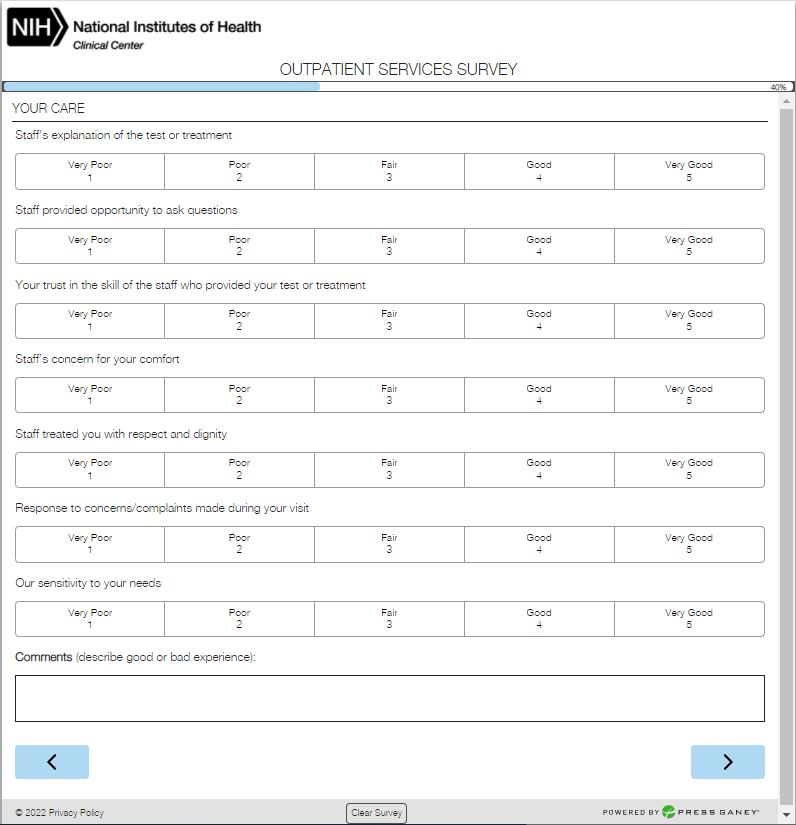 NIH National Institutes of Health
Clinical Center
OUTPATIENT SERVICES SURVEY
40%
YOUR CARE
Staff's explanation of the test or treatment
Very Poor Poor Fair Good Very Good
1 2 3 4 5
Staff provided opportunity to ask questions
Very Poor Poor Fair Good Very Good
1 2 3 4 5
Your trust in the skill of the staff who provided your test or treatment
Very Poor Poor Fair Good Very Good
1 2 3 4 5
Staff's concern for your comfort
Very Poor Poor Fair Good Very Good
1 2 3 4 5
Staff treated you with respect and dignity
Very Poor Poor Fair Good Very Good
1 2 3 4 5
Response to concerns/complaints made during your visit
Very Poor Poor Fair Good Very Good
1 2 3 4 5
Our sensitivity to your needs
Very Poor Poor Fair Good Very Good
1 2 3 4 5
Comments (describe good or bad experience):
© 2022 Privacy Policy Clear Survey POWERED BY PRESS GANEY